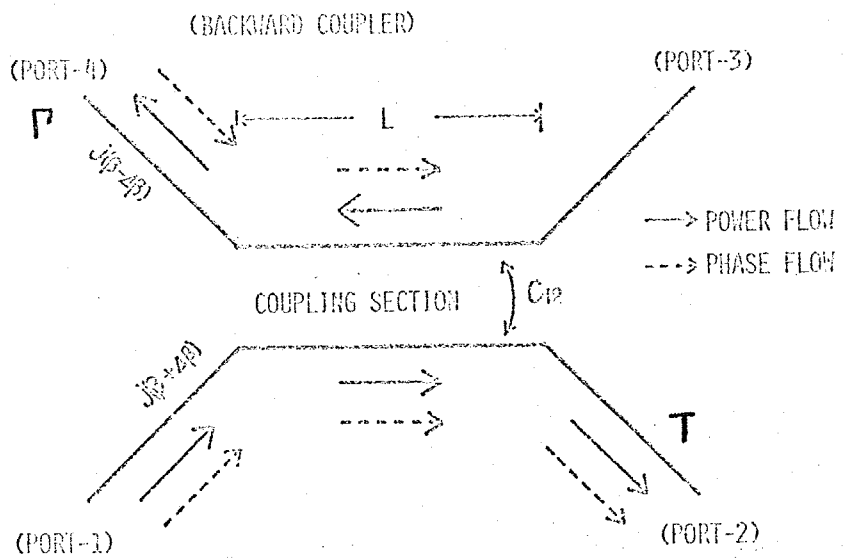 (BACKWARD COUPLER)
(PORT-4)
(PORT-3)
Γ
L
j(β-Δβ)
POWER FLOW
PHASE FLOW
COUPLING SECTION
C₁₂
j(β+Δβ)
T
(PORT-1)
(PORT-2)